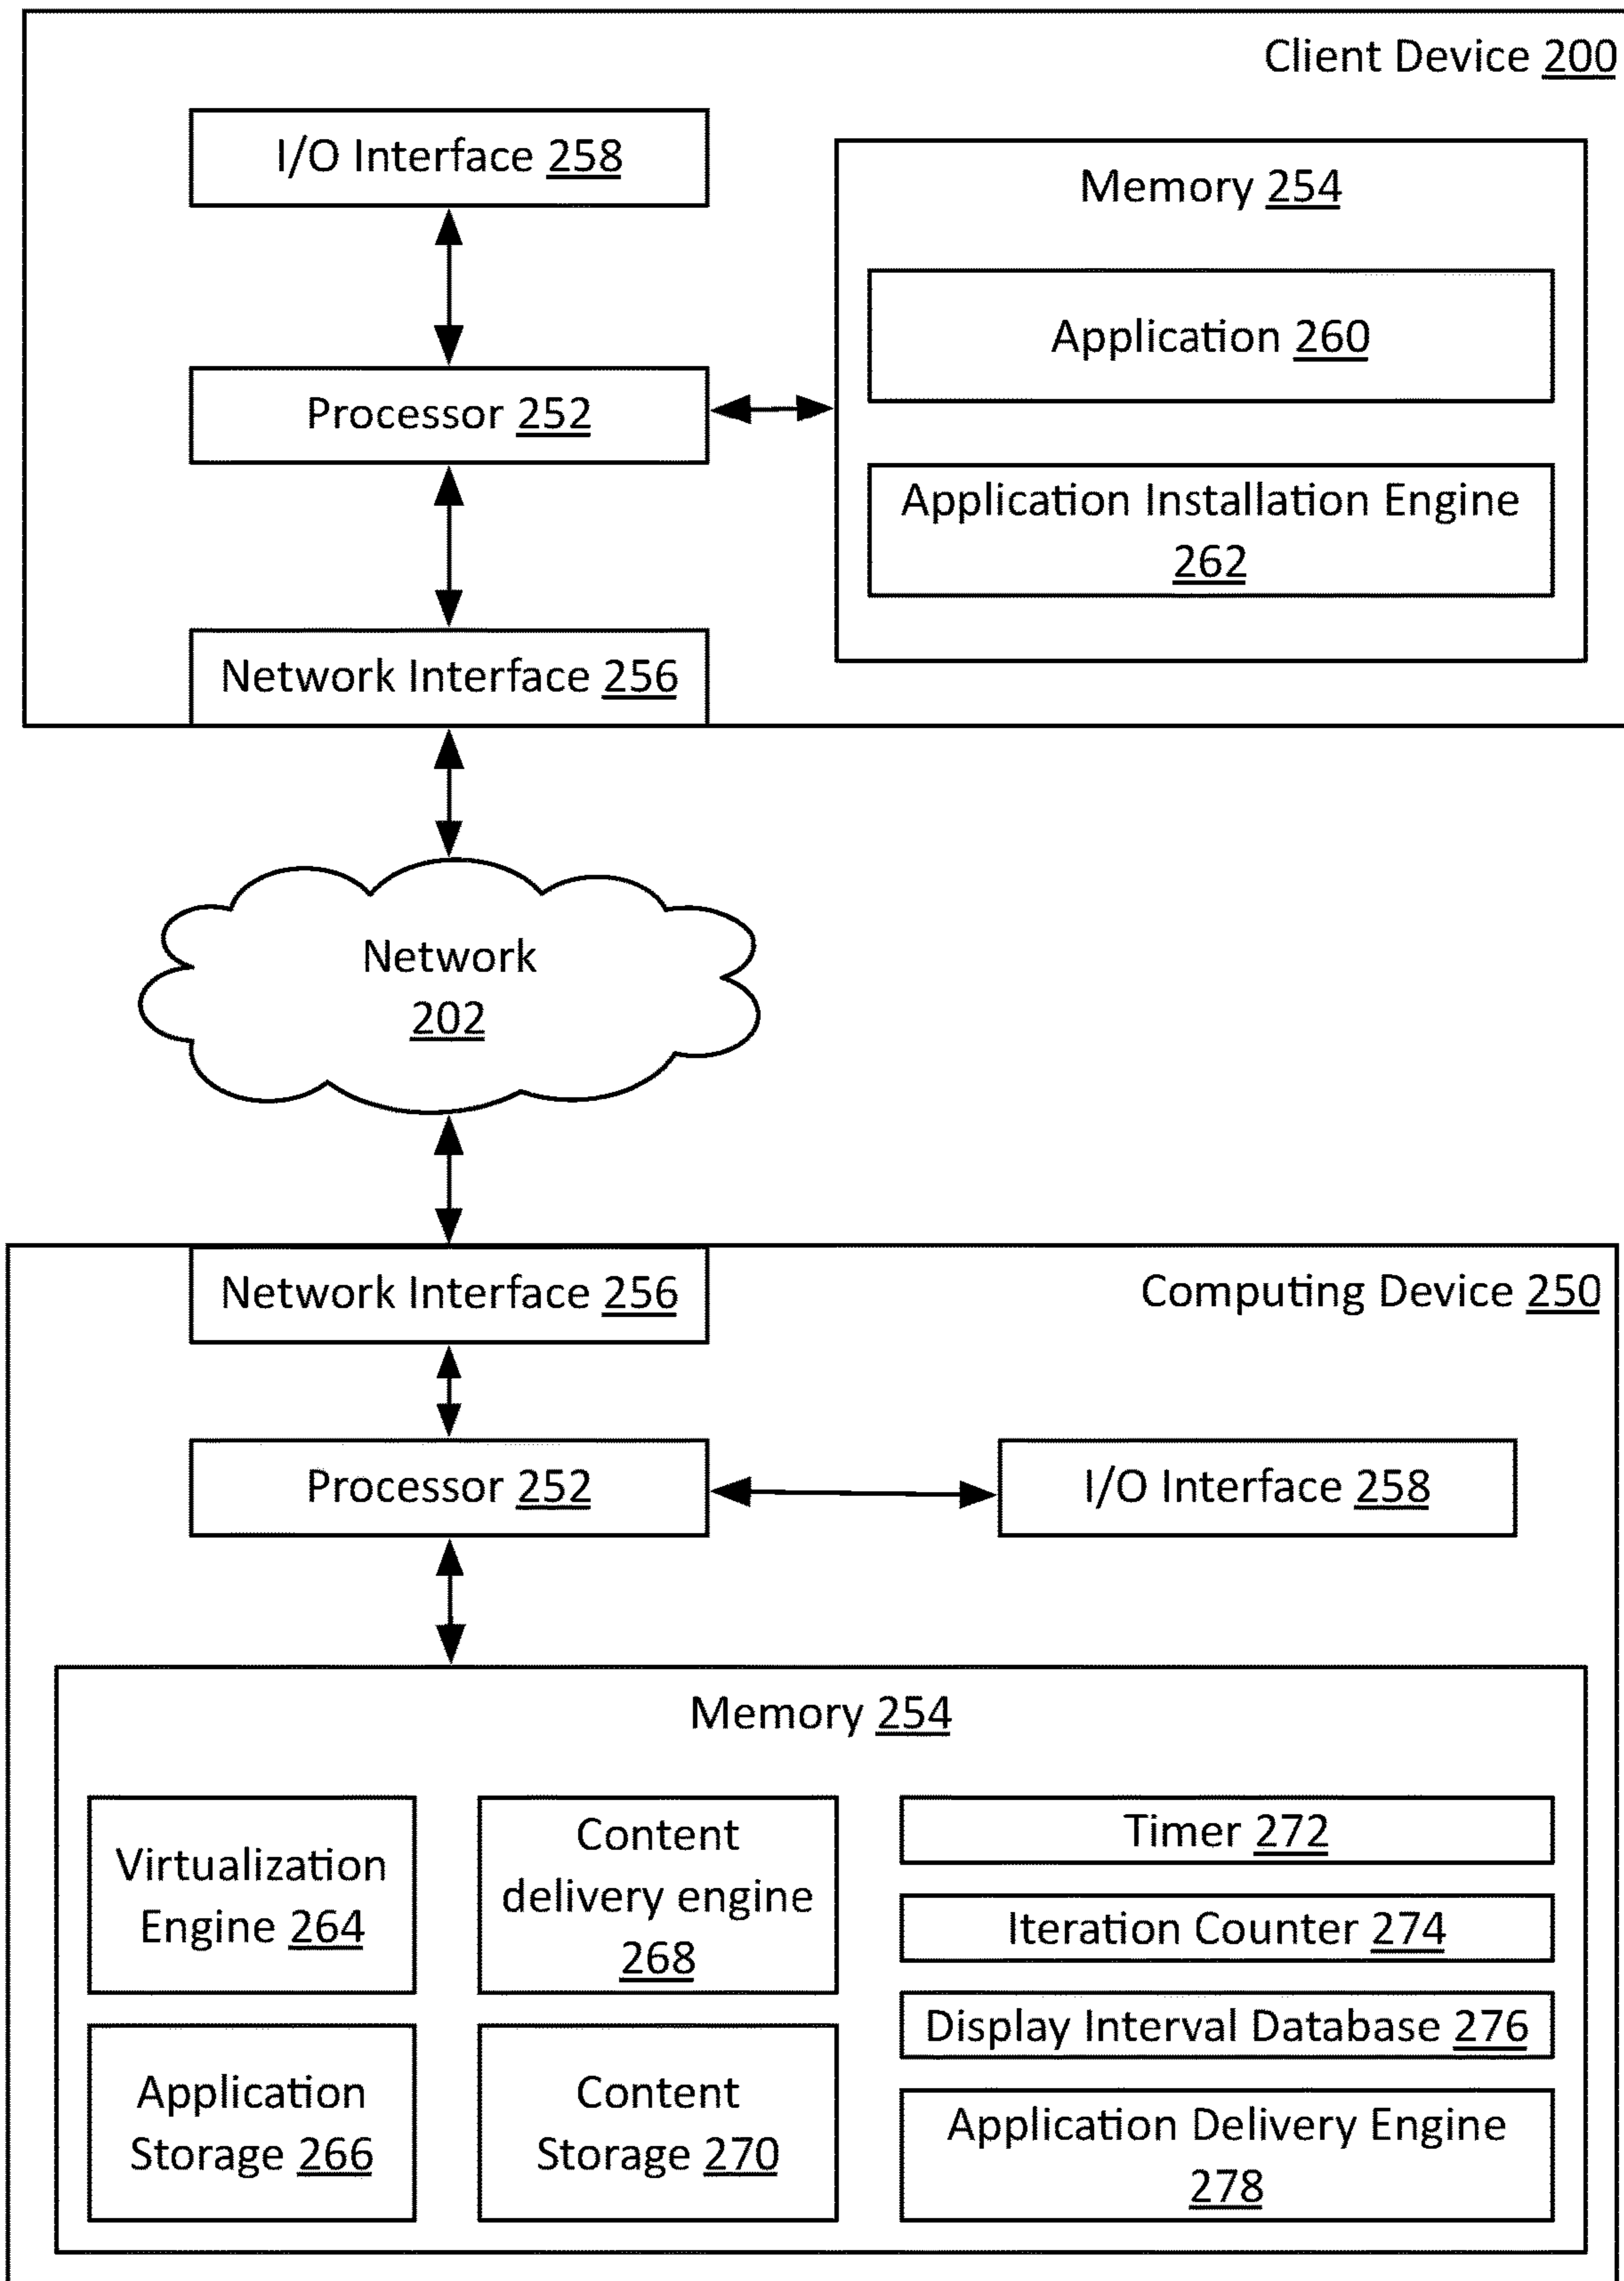 Client Device 200
I/O Interface 258
Memory 254
Application 260
Processor 252
Application Installation Engine
262
Network Interface 256
Network
202
Network Interface 256
Computing Device 250
Processor 252
I/O Interface 258
Memory 254
Virtualization
Engine 264
Content
delivery engine
268
Timer 272
Iteration Counter 274
Display Interval Database 276
Application
Storage 266
Content
Storage 270
Application Delivery Engine
278